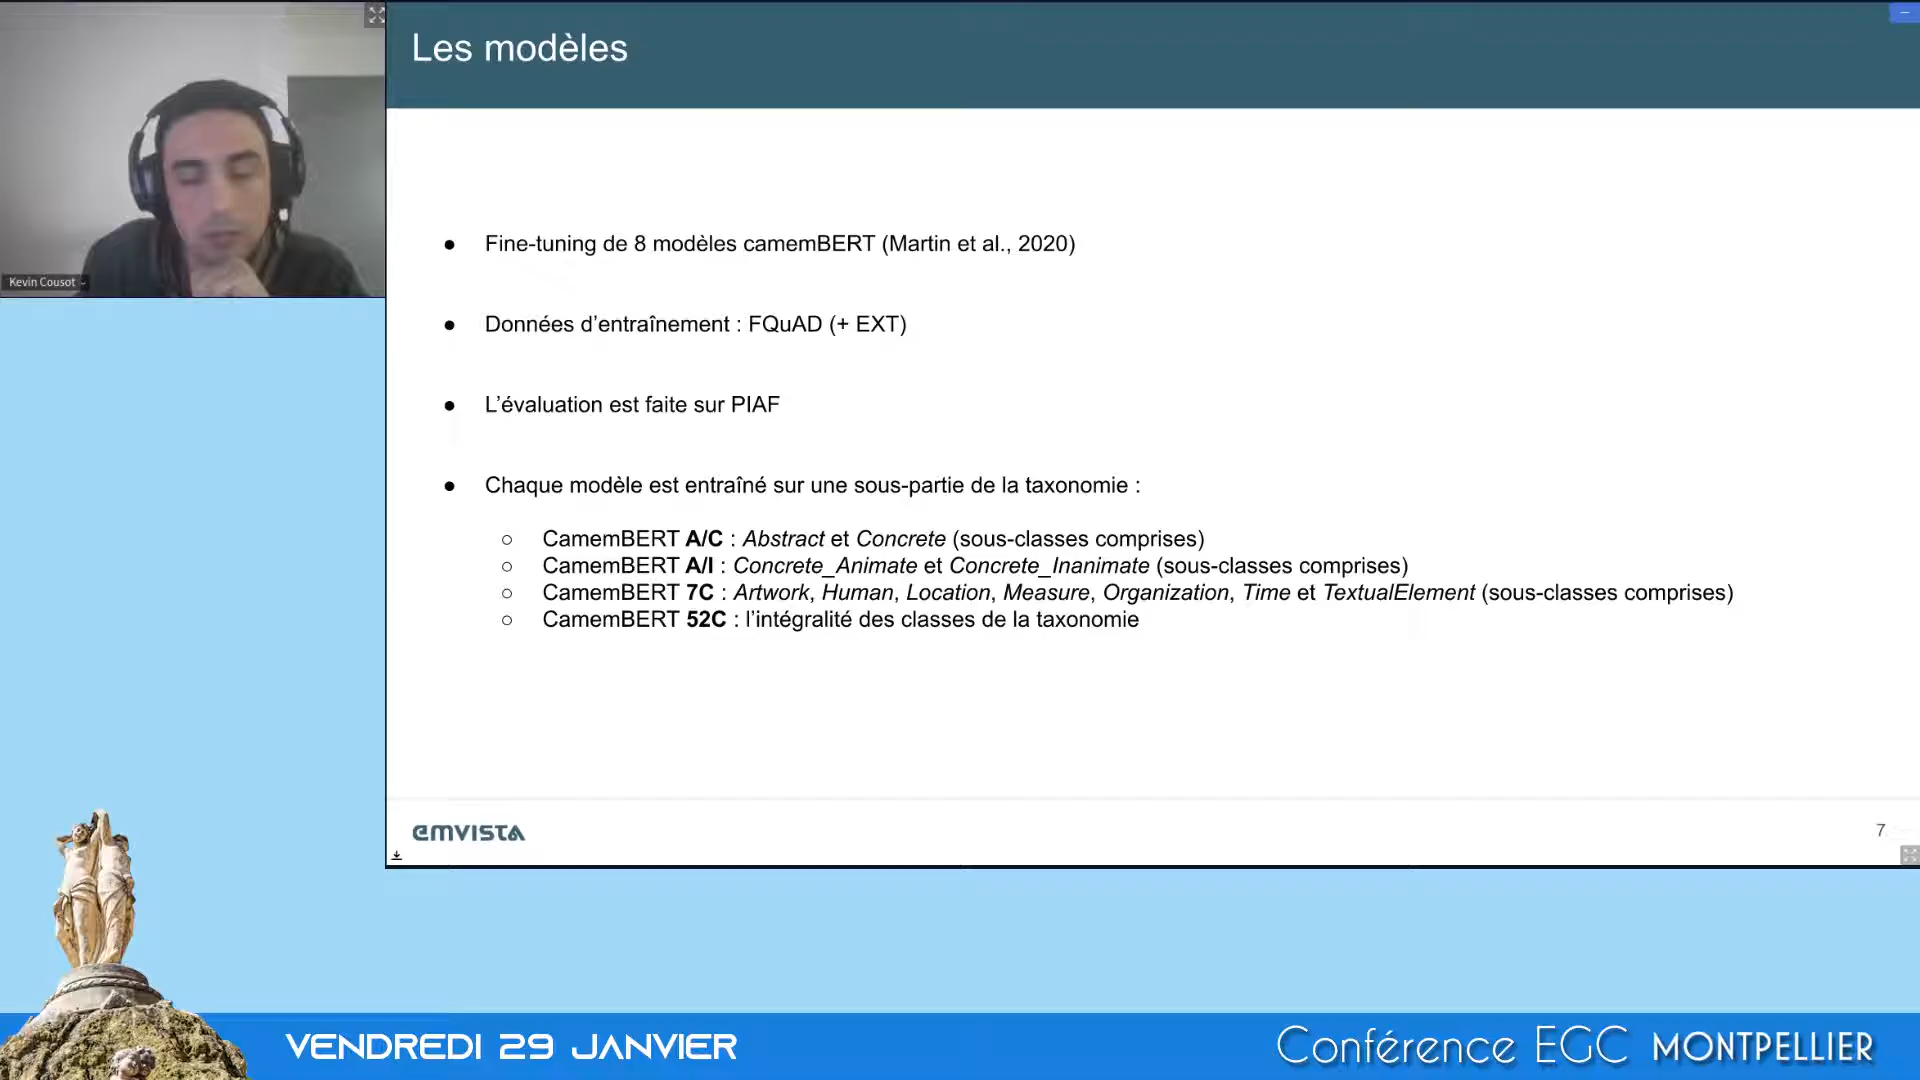 Les modèles
Kevin Cousot
● Fine-tuning de 8 modèles camemBERT (Martin et al., 2020)
● Données d’entraînement : FQuAD (+ EXT)
● L’évaluation est faite sur PIAF
● Chaque modèle est entraîné sur une sous-partie de la taxonomie :
○ CamemBERT A/C : Abstract et Concrete (sous-classes comprises)
○ CamemBERT A/I : Concrete_Animate et Concrete_Inanimate (sous-classes comprises)
○ CamemBERT 7C : Artwork, Human, Location, Measure, Organization, Time et TextualElement (sous-classes comprises)
○ CamemBERT 52C : l’intégralité des classes de la taxonomie
emvista
7
VENDREDI 29 JANVIER
Conférence EGC MONTPELLIER